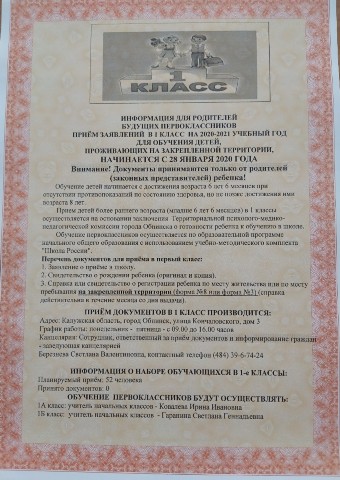 1
КЛАСС
ИНФОРМАЦИЯ ДЛЯ РОДИТЕЛЕЙ
БУДУЩИХ ПЕРВОКЛАССНИКОВ
ПРИЁМ ЗАЯВЛЕНИЙ В I КЛАСС НА 2020-2021 УЧЕБНЫЙ ГОД
ДЛЯ ОБУЧЕНИЯ ДЕТЕЙ,
ПРОЖИВАЮЩИХ НА ЗАКРЕПЛЕННОЙ ТЕРРИТОРИИ,
НАЧИНАЕТСЯ С 28 ЯНВАРЯ 2020 ГОДА
Внимание! Документы принимаются только от родителей
(законных представителей) ребенка!
Обучение детей начинается с достижения возраста 6 лет 6 месяцев при
отсутствии противопоказаний по состоянию здоровья, но не позже достижения ими
возраста 8 лет.
Прием детей более раннего возраста (младше 6 лет 6 месяцев) в 1 классы
осуществляется на основании заключения Территориальной психолого-медико-
педагогической комиссии города Обнинска о готовности ребенка к обучению в школе.
Обучение первоклассников осуществляется по образовательной программе
начального общего образования с использованием учебно-методического комплекта
"Школа России".
Перечень документов для приёма в первый класс:
1. Заявление о приёме в школу.
2. Свидетельство о рождении ребенка (оригинал и копия).
3. Справка или свидетельство о регистрации ребенка по месту жительства или по месту
пребывания на закрепленной территории (форма №8 или форма №3) (справка
действительна в течение месяца со дня выдачи).
ПРИЁМ ДОКУМЕНТОВ В 1 КЛАСС ПРОИЗВОДИТСЯ:
Адрес: Калужская область, город Обнинск, улица Кончаловского, дом 3
График работы: понедельник - пятница - с 09.00 до 16.00 часов
Канцелярия: Сотрудник, ответственный за приём документов и информирование граждан
- заведующая канцелярией
Березнева Светлана Валентиновна, контактный телефон (484) 39-6-74-24
ИНФОРМАЦИЯ О НАБОРЕ ОБУЧАЮЩИХСЯ В 1-е КЛАССЫ:
Планируемый приём: 52 человека
Принято документов: 0
ОБУЧЕНИЕ ПЕРВОКЛАССНИКОВ БУДУТ ОСУЩЕСТВЛЯТЬ:
1А класс: учитель начальных классов - Ковалева Ирина Ивановна
1Б класс: учитель начальных классов - Гаранина Светлана Геннадьевна